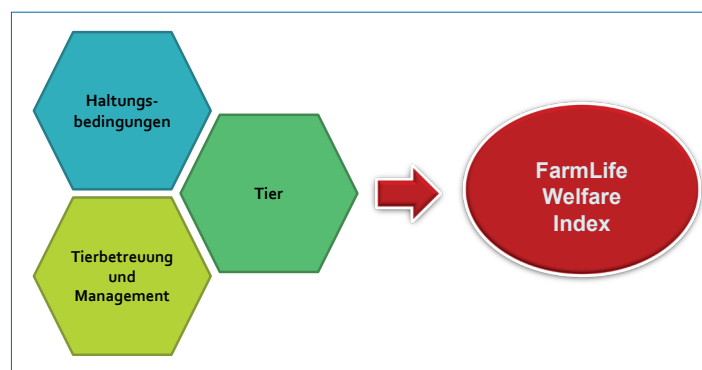 Haltungs-
bedingungen
Tier
Tierbetreuung
und
Management
FarmLife
Welfare
Index